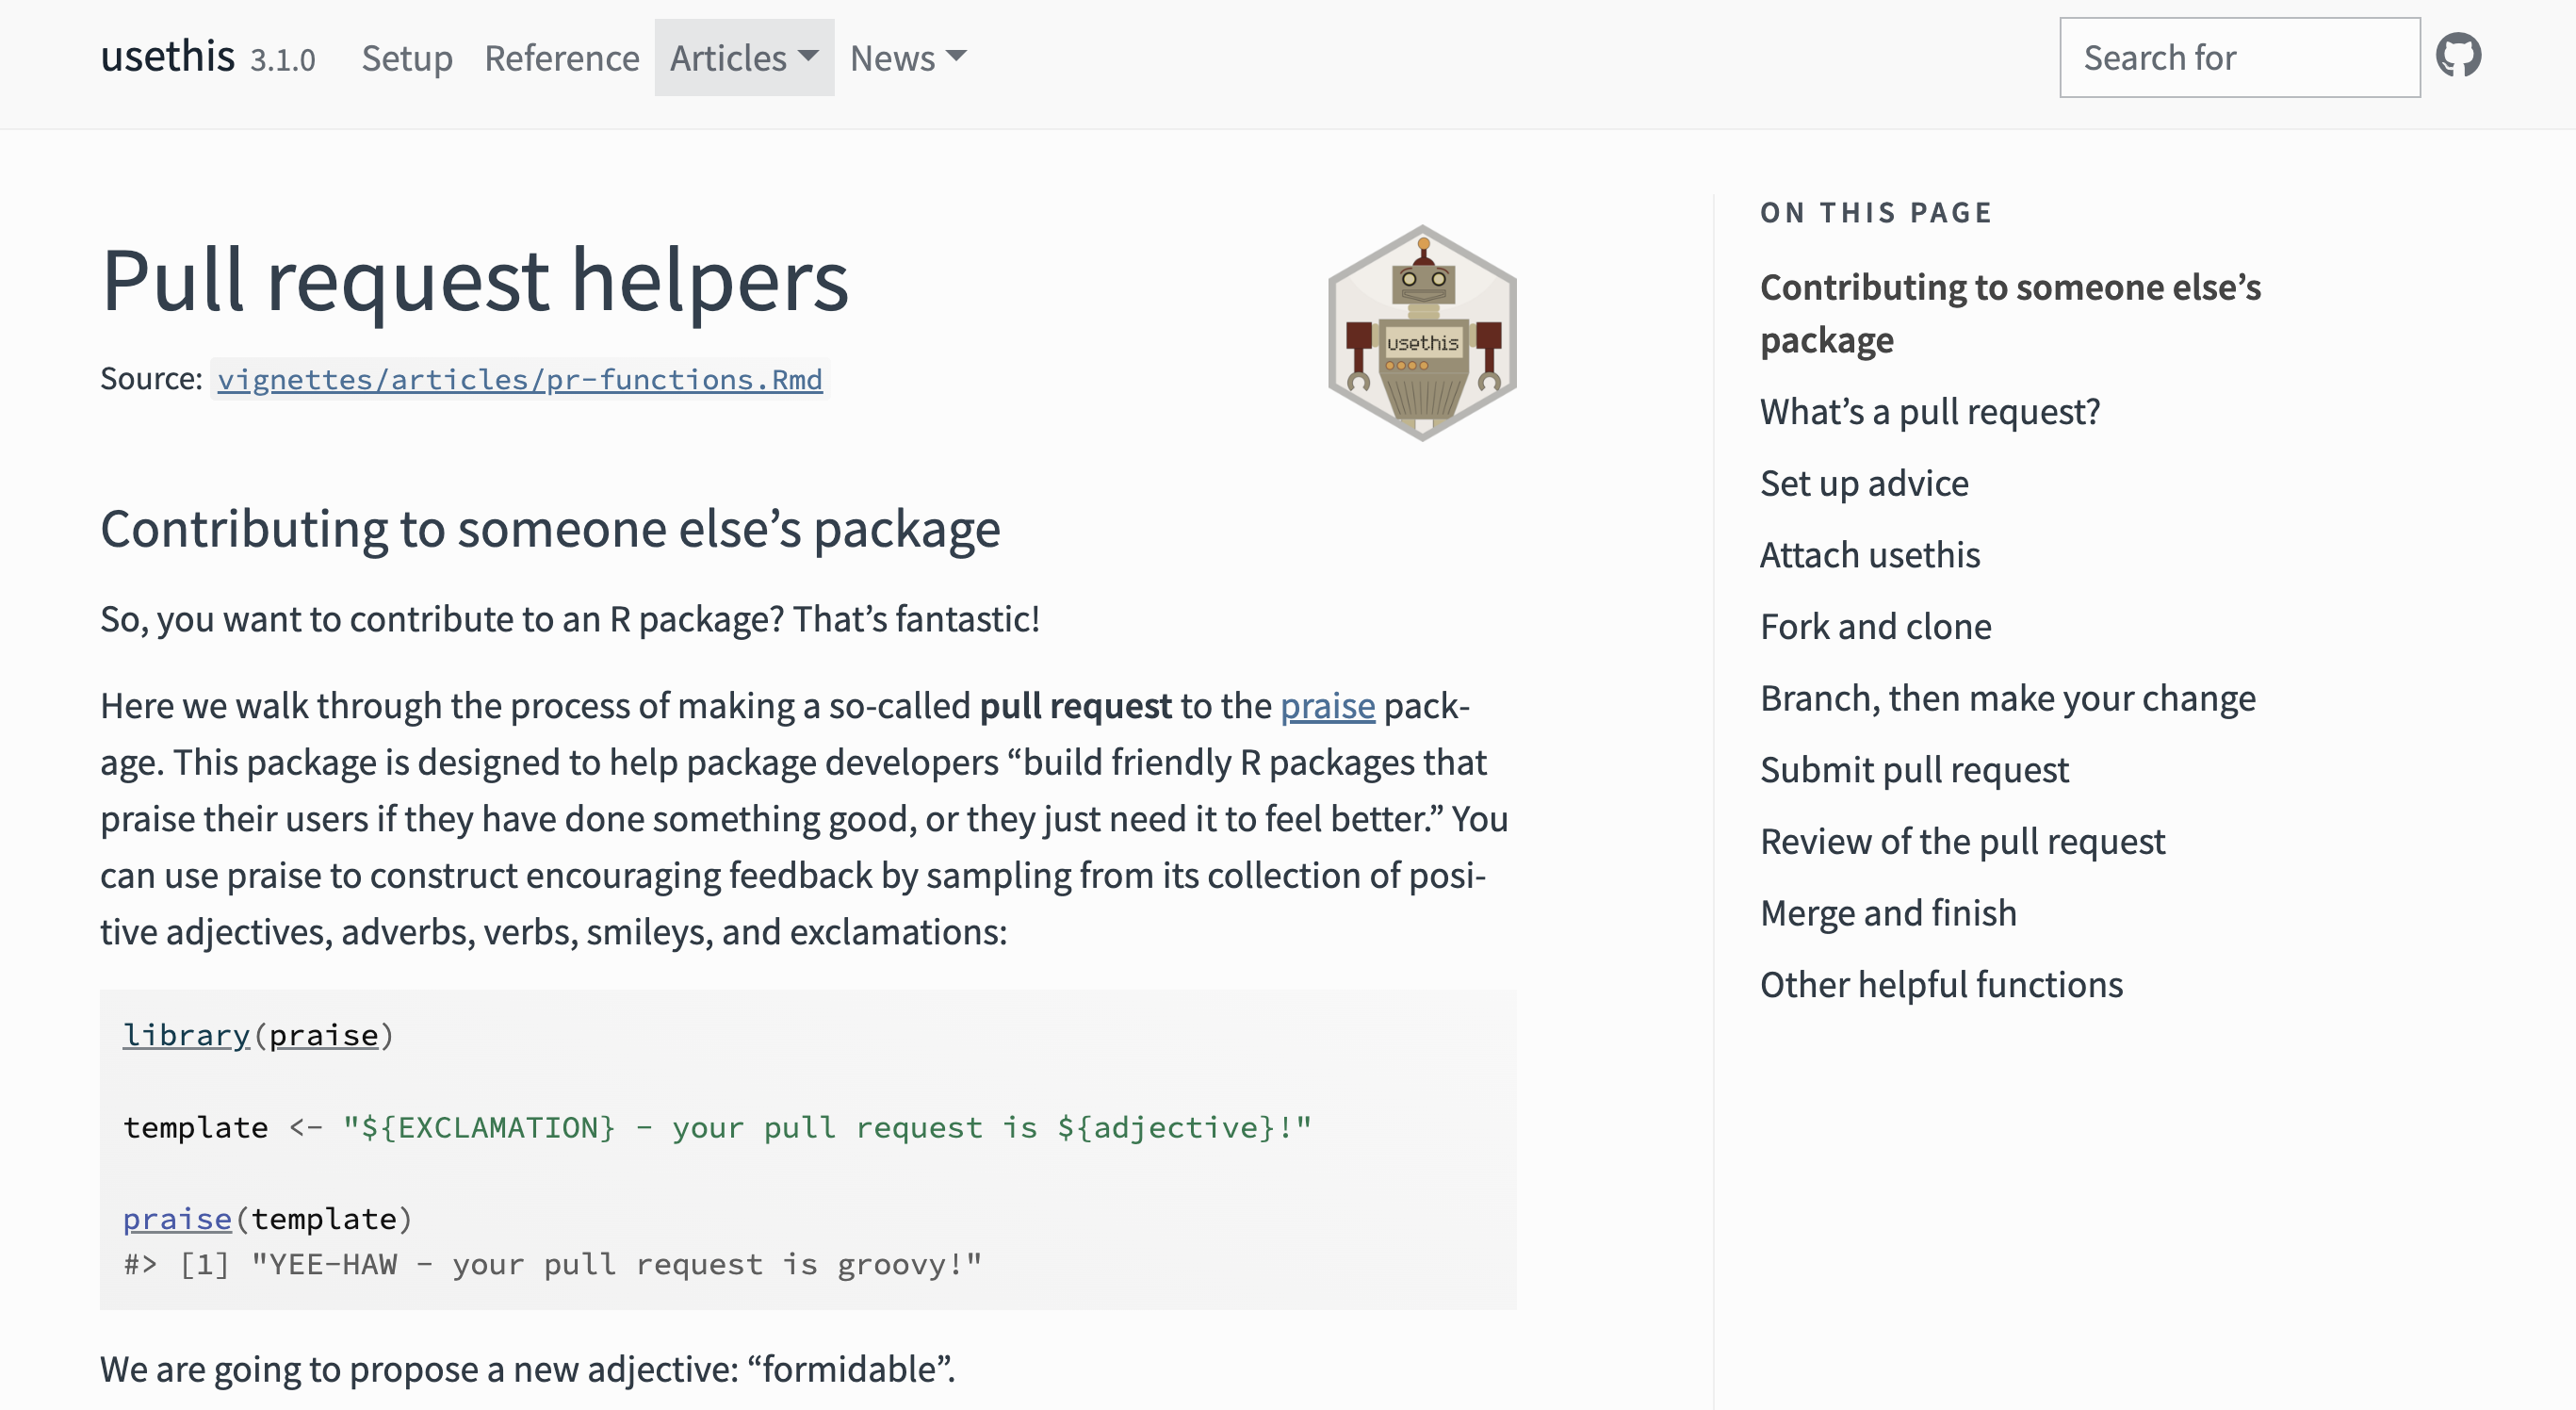 usethis 3.1.0 Setup Reference Articles News Search for
Pull request helpers
Source: vignettes/articles/pr-functions.Rmd
usethis
Contributing to someone else’s package
So, you want to contribute to an R package? That’s fantastic!
Here we walk through the process of making a so-called pull request to the praise pack-
age. This package is designed to help package developers “build friendly R packages that
praise their users if they have done something good, or they just need it to feel better.” You
can use praise to construct encouraging feedback by sampling from its collection of posi-
tive adjectives, adverbs, verbs, smileys, and exclamations:
library(praise)
template <- "${EXCLAMATION} - your pull request is ${adjective}!"
praise(template)
#> [1] "YEE-HAW - your pull request is groovy!"
We are going to propose a new adjective: “formidable”.
ON THIS PAGE
Contributing to someone else’s
package
What’s a pull request?
Set up advice
Attach usethis
Fork and clone
Branch, then make your change
Submit pull request
Review of the pull request
Merge and finish
Other helpful functions